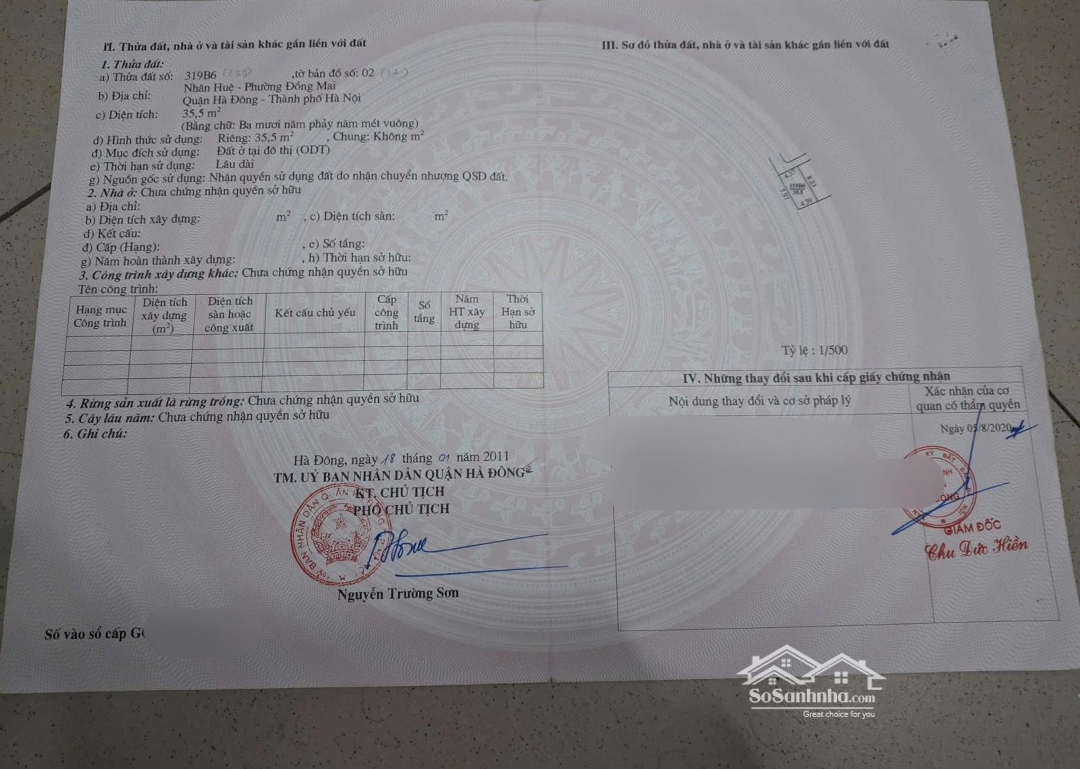 II. Thửa đất, nhà ở và tài sản khác gắn liền với đất
1. Thửa đất:
a) Thửa đất số: 319B6 ,tờ bản đồ số: 02
b) Địa chỉ: Nhân Huệ - Phường Đồng Mai
Quận Hà Đông - Thành phố Hà Nội
c) Diện tích: 35,5 m²
(Bằng chữ: Ba mươi năm phảy năm mét vuông)
d) Hình thức sử dụng: Riêng: 35,5 m² , Chung: Không m²
đ) Mục đích sử dụng: Đất ở tại đô thị (ODT)
e) Thời hạn sử dụng: Lâu dài
g) Nguồn gốc sử dụng: Nhận quyền sử dụng đất do nhận chuyển nhượng QSD đất.
2. Nhà ở: Chưa chứng nhận quyền sở hữu
a) Địa chỉ:
b) Diện tích xây dựng: m² , c) Diện tích sàn: m²
d) Kết cấu:
đ) Cấp (Hạng): , e) Số tầng:
g) Năm hoàn thành xây dựng: , h) Thời hạn sở hữu:
3. Công trình xây dựng khác: Chưa chứng nhận quyền sở hữu
Tên công trình:
Hạng mục Công trình
Diện tích xây dựng (m²)
Diện tích sàn hoặc công xuất
Kết cấu chủ yếu
Cấp công trình
Số tầng
Năm HT xây dựng
Thời Hạn sở hữu
4. Rừng sản xuất là rừng trồng: Chưa chứng nhận quyền sở hữu
5. Cây lâu năm: Chưa chứng nhận quyền sở hữu
6. Ghi chú:
Hà Đông, ngày 18 tháng 01 năm 2011
TM. UỶ BAN NHÂN DÂN QUẬN HÀ ĐÔNG
KT. CHỦ TỊCH
PHÓ CHỦ TỊCH
Nguyễn Trường Sơn
Số vào sổ cấp G
III. Sơ đồ thửa đất, nhà ở và tài sản khác gắn liền với đất
319B6
35.5
Tỷ lệ : 1/500
IV. Những thay đổi sau khi cấp giấy chứng nhận
Nội dung thay đổi và cơ sở pháp lý
Xác nhận của cơ
quan có thẩm quyền
Ngày 05/8/2020
GIÁM ĐỐC
Chu Đức Hiền
SoSanhnha.com
Great choice for you